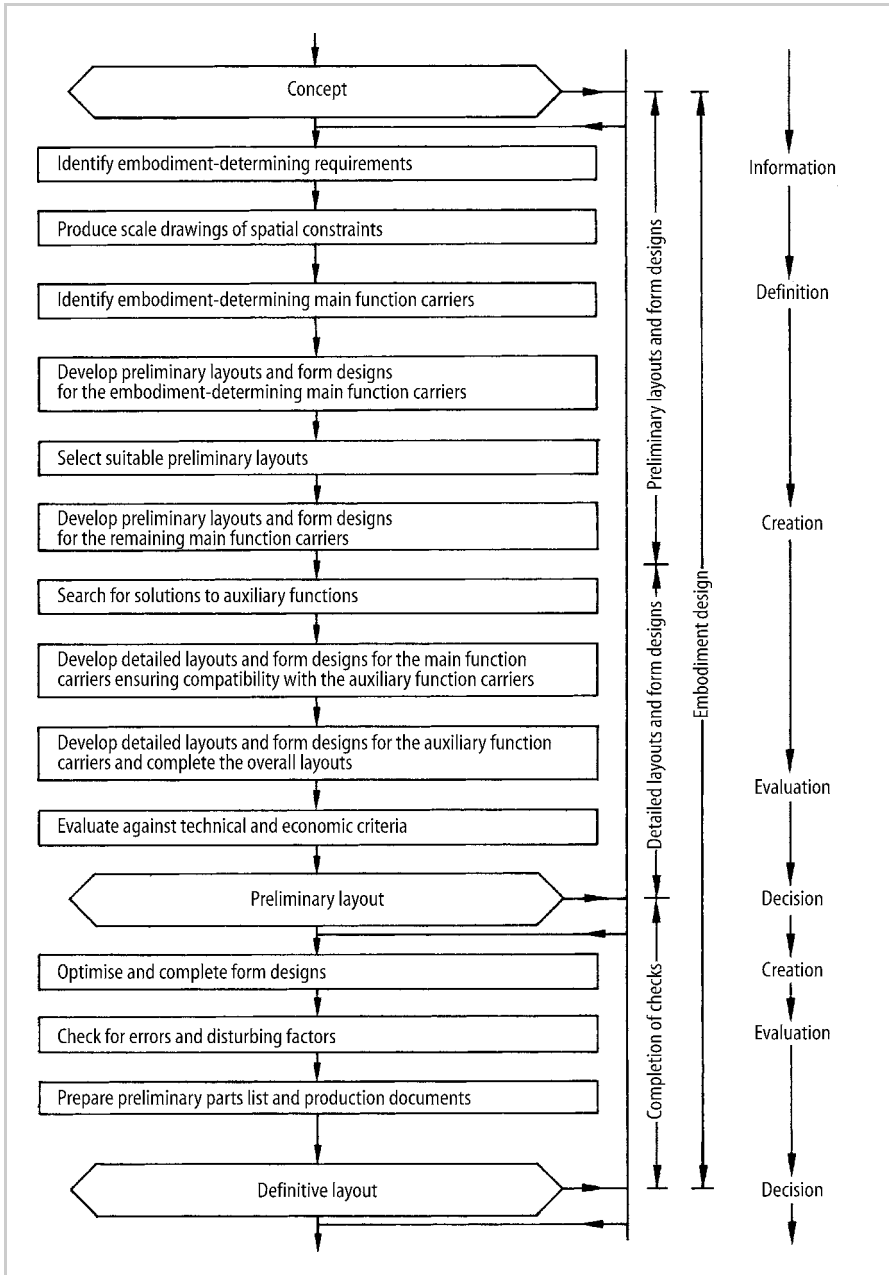 Concept
Identify embodiment-determining requirements
Produce scale drawings of spatial constraints
Identify embodiment-determining main function carriers
Develop preliminary layouts and form designs
for the embodiment-determining main function carriers
Select suitable preliminary layouts
Develop preliminary layouts and form designs
for the remaining main function carriers
Search for solutions to auxiliary functions
Develop detailed layouts and form designs for the main function
carriers ensuring compatibility with the auxiliary function carriers
Develop detailed layouts and form designs for the auxiliary function
carriers and complete the overall layouts
Evaluate against technical and economic criteria
Preliminary layout
Optimise and complete form designs
Check for errors and disturbing factors
Prepare preliminary parts list and production documents
Definitive layout
Preliminary layouts and form designs
Detailed layouts and form designs
Completion of checks
Embodiment design
Information
Definition
Creation
Evaluation
Decision
Creation
Evaluation
Decision